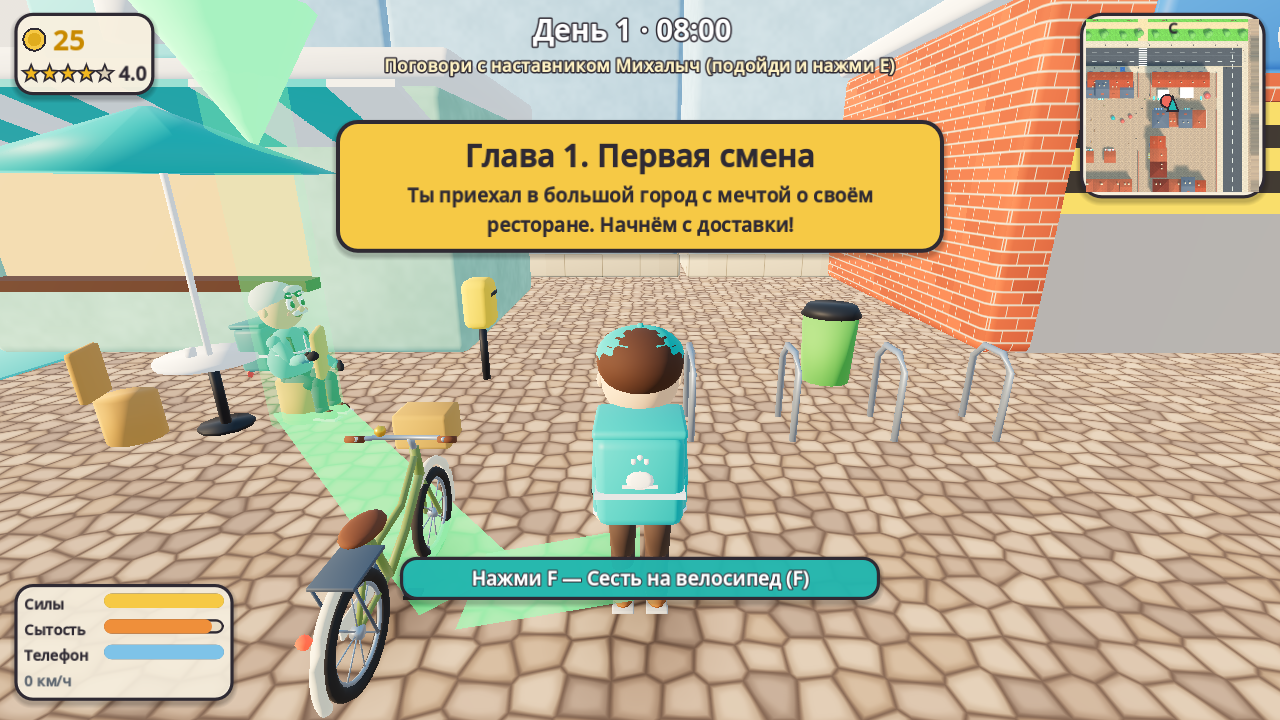 25
4.0
День 1 · 08:00
Поговори с наставником Михалыч (подойди и нажми E)
С
Глава 1. Первая смена
Ты приехал в большой город с мечтой о своём
ресторане. Начнём с доставки!
Нажми F — Сесть на велосипед (F)
Силы
Сытость
Телефон
0 км/ч